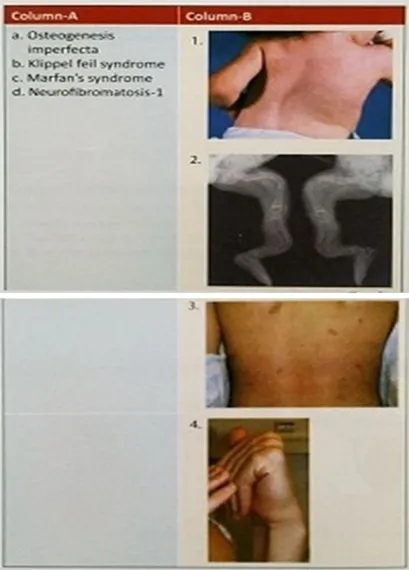 Column-A
Column-B
a. Osteogenesis
imperfecta
b. Klippel feil syndrome
c. Marfan's syndrome
d. Neurofibromatosis-1
1.
2.
3.
4.